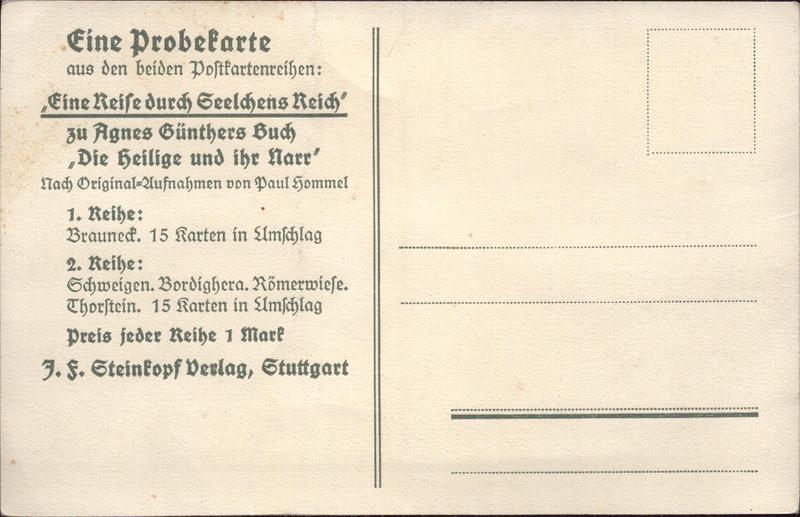 Eine Probekarte
aus den beiden Postkartenreihen:
„Eine Reise durch Seelchens Reich“
zu Agnes Günthers Buch
„Die Heilige und ihr Narr“
Nach Original-Aufnahmen von Paul Hommel
1. Reihe:
Brauneck. 15 Karten in Umschlag
2. Reihe:
Schweigen. Bordighera. Römerwiese.
Thorstein. 15 Karten in Umschlag
Preis jeder Reihe 1 Mark
J. F. Steinkopf Verlag, Stuttgart